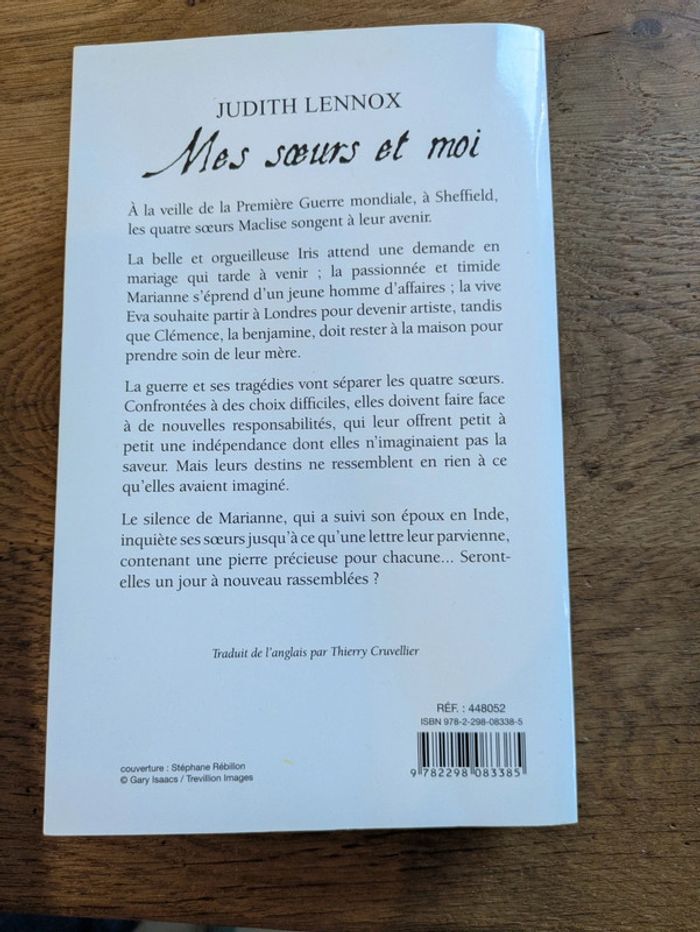 JUDITH LENNOX
Mes sœurs et moi
À la veille de la Première Guerre mondiale, à Sheffield,
les quatre sœurs Maclise songent à leur avenir.
La belle et orgueilleuse Iris attend une demande en
mariage qui tarde à venir ; la passionnée et timide
Marianne s'éprend d'un jeune homme d'affaires ; la vive
Eva souhaite partir à Londres pour devenir artiste, tandis
que Clémence, la benjamine, doit rester à la maison pour
prendre soin de leur mère.
La guerre et ses tragédies vont séparer les quatre sœurs.
Confrontées à des choix difficiles, elles doivent faire face
à de nouvelles responsabilités, qui leur offrent petit à
petit une indépendance dont elles n'imaginaient pas la
saveur. Mais leurs destins ne ressemblent en rien à ce
qu'elles avaient imaginé.
Le silence de Marianne, qui a suivi son époux en Inde,
inquiète ses sœurs jusqu'à ce qu'une lettre leur parvienne,
contenant une pierre précieuse pour chacune... Seront-
elles un jour à nouveau rassemblées ?
Traduit de l'anglais par Thierry Cruvellier
RÉF. : 448052
ISBN 978-2-298-08338-5
9 782298 083385
couverture : Stéphane Rébillon
© Gary Isaacs / Trevillion Images